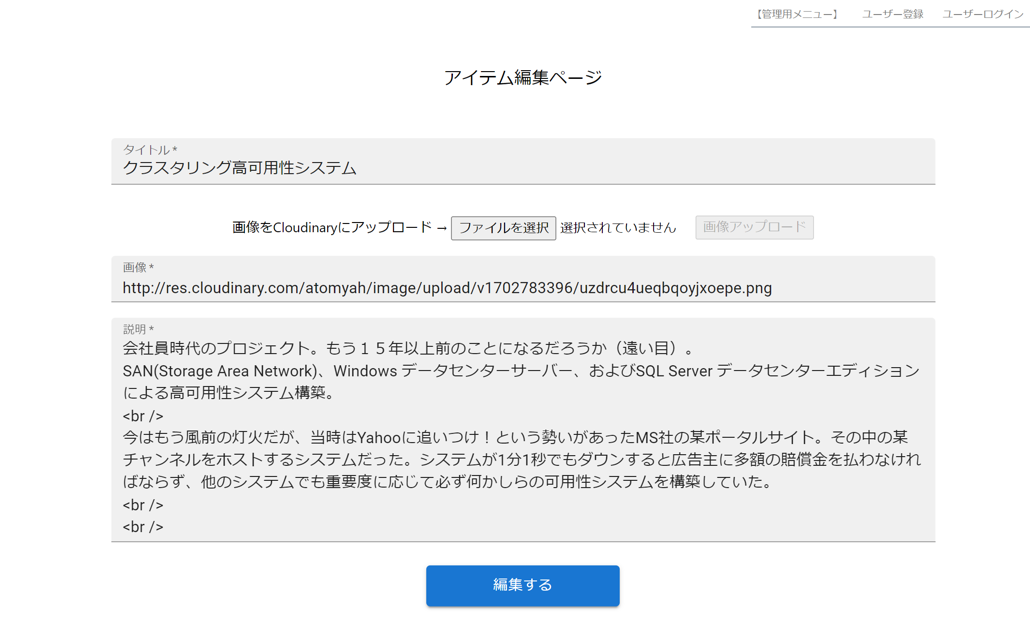 【管理用メニュー】 ユーザー登録 ユーザーログイン
アイテム編集ページ
タイトル *
クラスタリング高可用性システム
画像をCloudinaryにアップロード → ファイルを選択 選択されていません 画像アップロード
画像 *
http://res.cloudinary.com/atomyah/image/upload/v1702783396/uzdrcu4ueqbqoyjxoepe.png
説明 *
会社員時代のプロジェクト。もう１５年以上前のことになるだろうか（遠い目）。
SAN(Storage Area Network)、Windows データセンターサーバー、およびSQL Server データセンターエディション
による高可用性システム構築。
<br />
今はもう風前の灯火だが、当時はYahooに追いつけ！という勢いがあったMS社の某ポータルサイト。その中の某
チャンネルをホストするシステムだった。システムが1分1秒でもダウンすると広告主に多額の賠償金を払わなけれ
ばならず、他のシステムでも重要度に応じて必ず何かしらの可用性システムを構築していた。
<br />
<br />
編集する